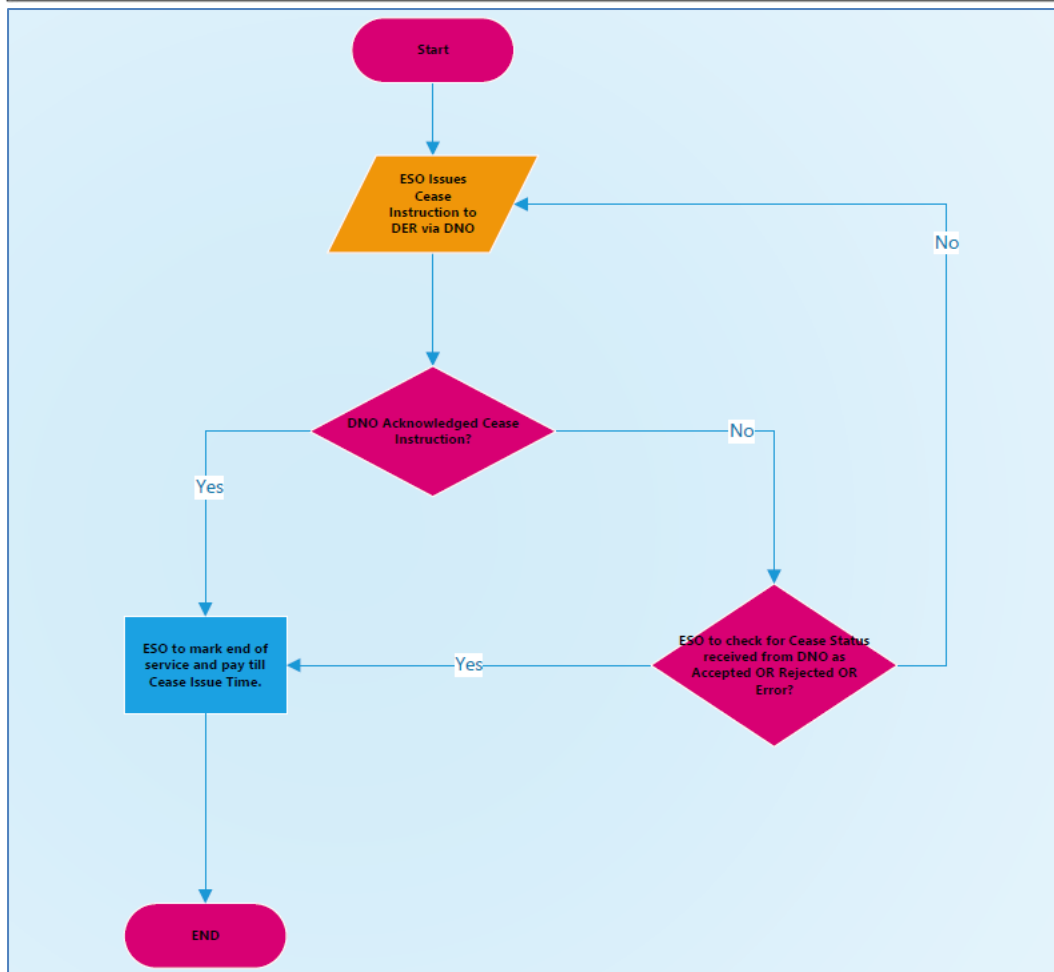 Start
ESO Issues
Cease
Instruction to
DER via DNO
No
DNO Acknowledged Cease
Instruction?
No
Yes
ESO to mark end of
service and pay till
Cease Issue Time.
Yes
ESO to check for Cease Status
received from DNO as
Accepted OR Rejected OR
Error?
END